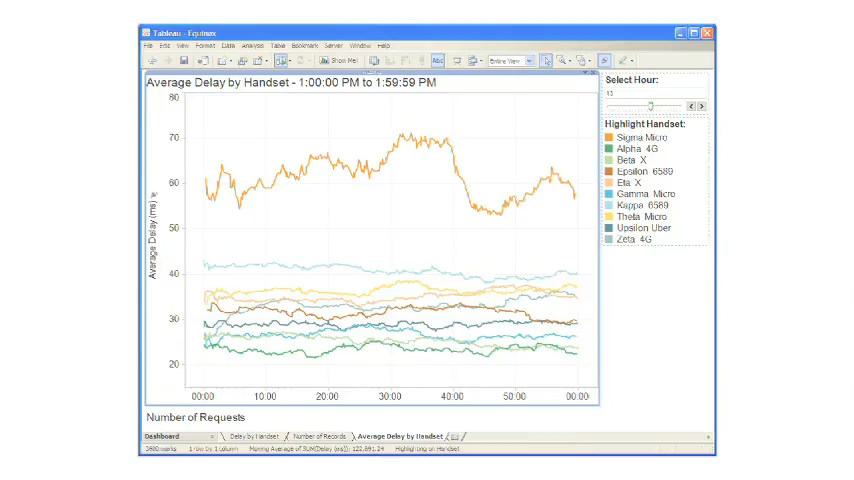 Tableau - Equinux
File Edit View Format Data Analysis Table Bookmark Server Window Help
Show Me!
Abc
Entire View
Average Delay by Handset - 1:00:00 PM to 1:59:59 PM
Select Hour:
13
Highlight Handset:
Sigma Micro
Alpha 4G
Beta X
Epsilon 6589
Eta X
Gamma Micro
Kappa 6589
Theta Micro
Upsilon Uber
Zeta 4G
Average Delay (ms)
80
70
60
50
40
30
20
00:00 10:00 20:00 30:00 40:00 50:00 00:00
Number of Requests
Dashboard Delay by Handset Number of Records Average Delay by Handset
3900 marks 1 row by 1 column Moving Average of SUM(Delay (ms)): 122,691.24 Highlighting on Handset